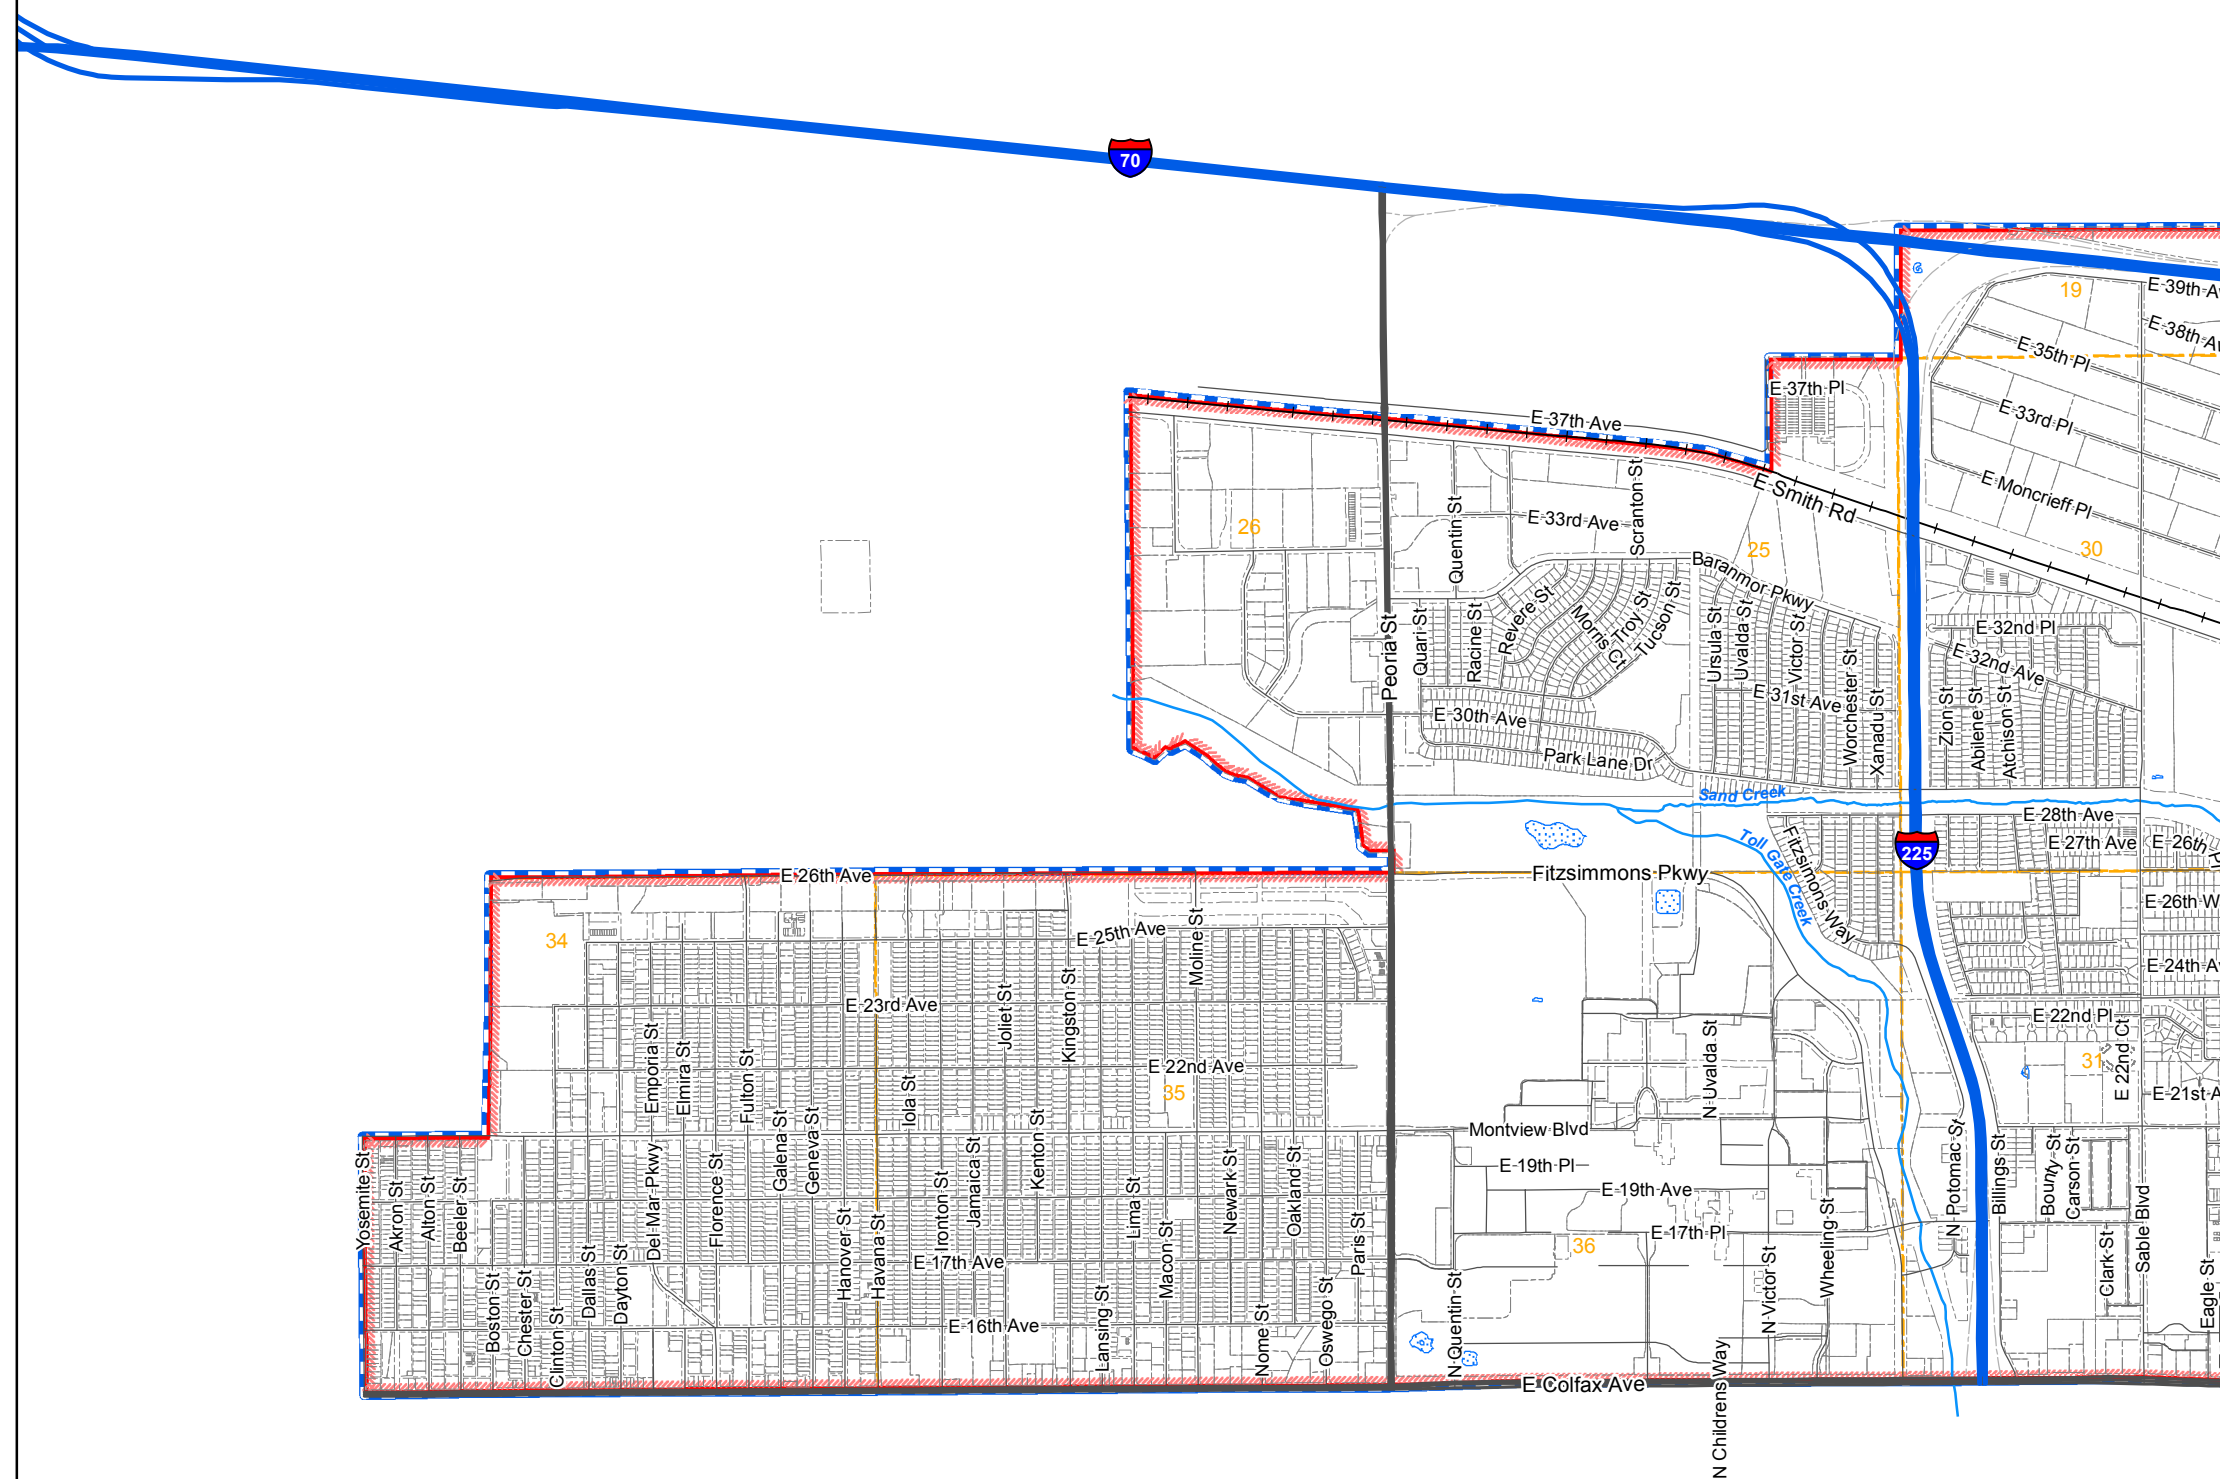 70
E 39th A
19
E 38th Av
E 35th Pl
E 37th Pl
E 33rd Pl
E 37th Ave
E Moncrieff Pl
E Smith Rd
Scranton St
E 33rd Ave
Quentin St
26
25
30
Baranmor Pkwy
Revere St
Morris Ct
Troy St
Tucson St
Quari St
Racine St
Peoria St
Ursula St
Uvalda St
Victor St
Worchester St
Xanadu St
E 32nd Pl
E 32nd Ave
E 31st Ave
E 30th Ave
Park Lane Dr
Zion St
Abilene St
Atchison St
Sand Creek
Toll Gate Creek
Fitzsimons Way
225
E 28th Ave
E 27th Ave
E 26th P
E 26th Ave
Fitzsimmons Pkwy
E 26th W
34
E 25th Ave
Moline St
E 24th Av
E 23rd Ave
Joliet St
Kingston St
E 22nd Pl
E 22nd Ct
Emporia St
Elmira St
Fulton St
Iola St
E 22nd Ave
35
N Uvalda St
31
E 21st A
Montview Blvd
E 19th Pl
E 19th Ave
E 17th Pl
36
Yosemite St
Akron St
Alton St
Beeler St
Del Mar Pkwy
Florence St
Galena St
Geneva St
Hanover St
Havana St
Ironton St
Jamaica St
Kenton St
Lima St
Macon St
Newark St
Oakland St
Paris St
N Potomac St
Billings St
Bounty St
Carson St
Clark St
Sable Blvd
Eagle St
Wheeling St
N Victor St
E 17th Ave
Boston St
Chester St
Clinton St
Dallas St
Dayton St
E 16th Ave
Lansing St
Nome St
Oswego St
N Quentin St
E Colfax Ave
N Childrens Way